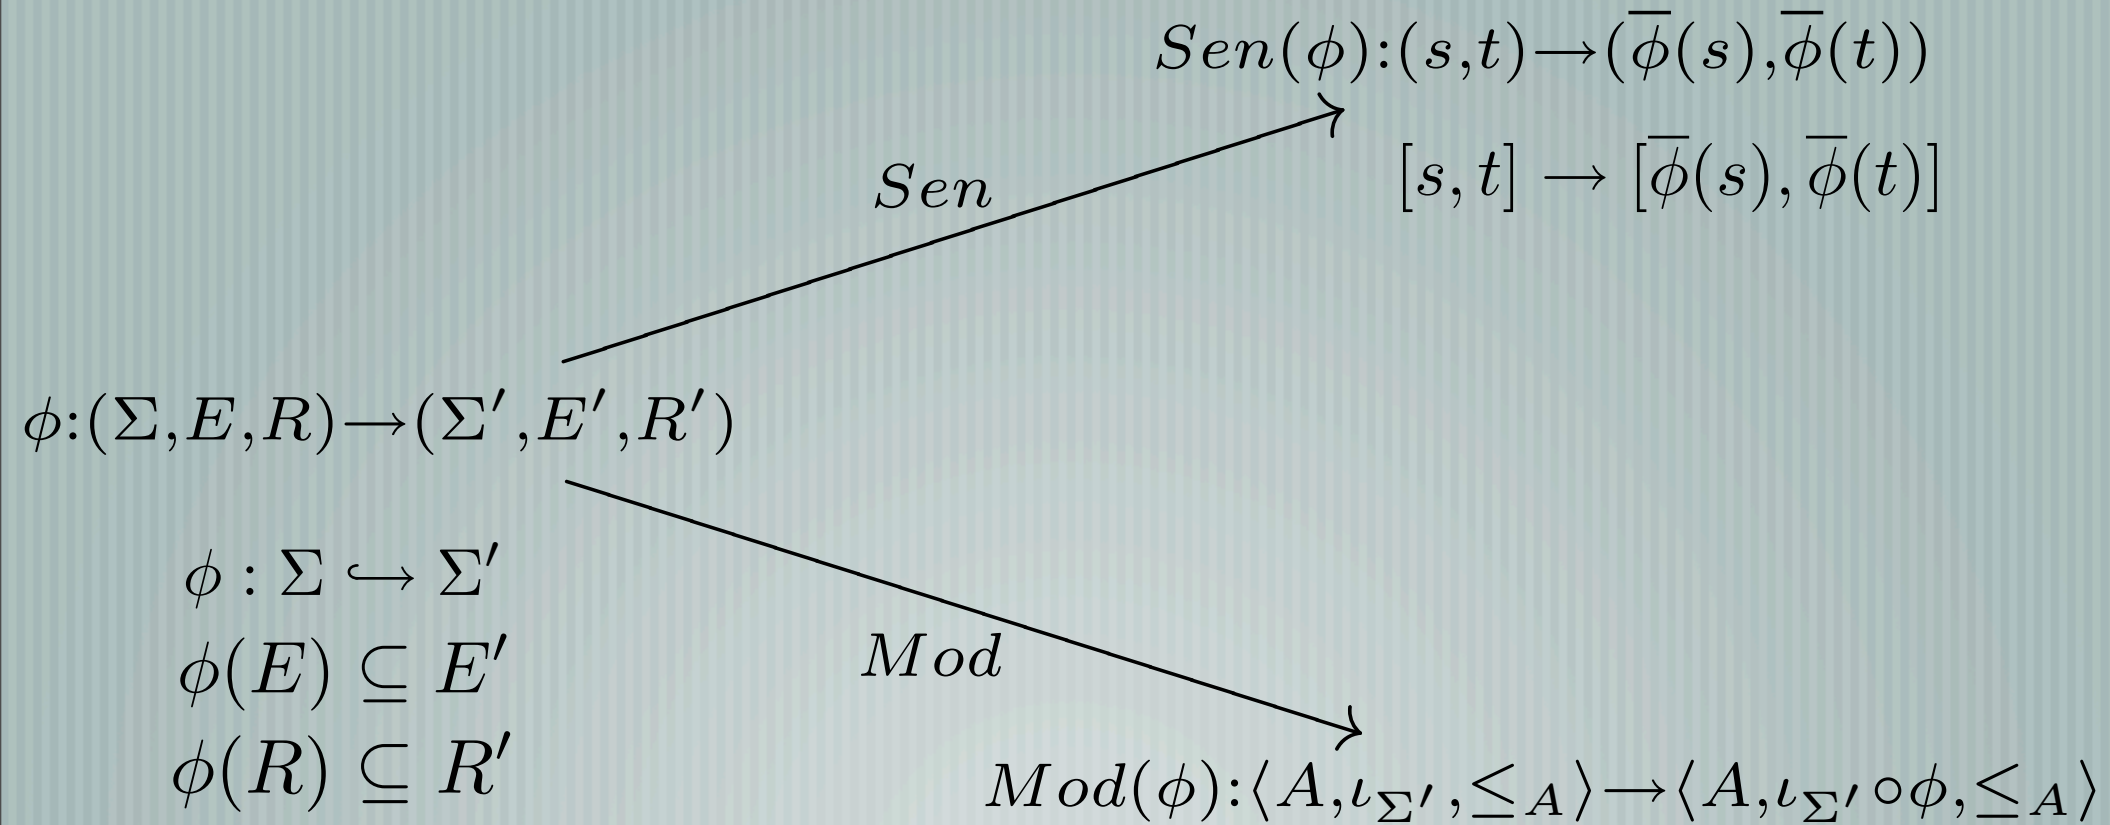 Sen(ϕ):(s,t)→(ϕ̅(s),ϕ̅(t))
[s,t] → [ϕ̅(s), ϕ̅(t)]
Sen
ϕ:(Σ,E,R)→(Σ′,E′,R′)
ϕ : Σ ↪ Σ′
ϕ(E) ⊆ E′
ϕ(R) ⊆ R′
Mod
Mod(ϕ):⟨A,ι_Σ′,≤_A⟩→⟨A,ι_Σ′∘ϕ,≤_A⟩